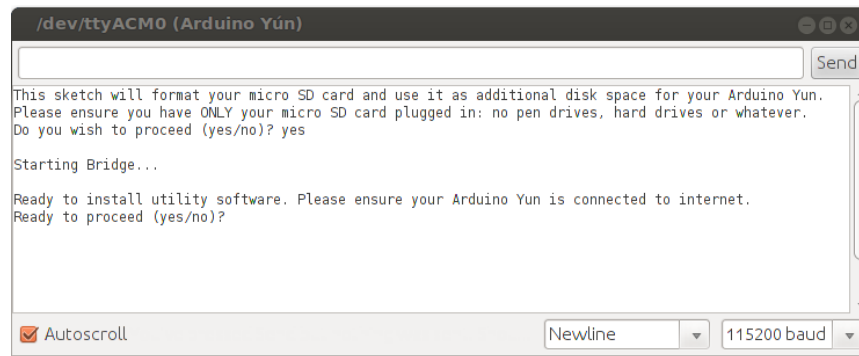 /dev/ttyACM0 (Arduino Yún)
Send
This sketch will format your micro SD card and use it as additional disk space for your Arduino Yun.
Please ensure you have ONLY your micro SD card plugged in: no pen drives, hard drives or whatever.
Do you wish to proceed (yes/no)? yes
Starting Bridge...
Ready to install utility software. Please ensure your Arduino Yun is connected to internet.
Ready to proceed (yes/no)?
Autoscroll
Newline
115200 baud